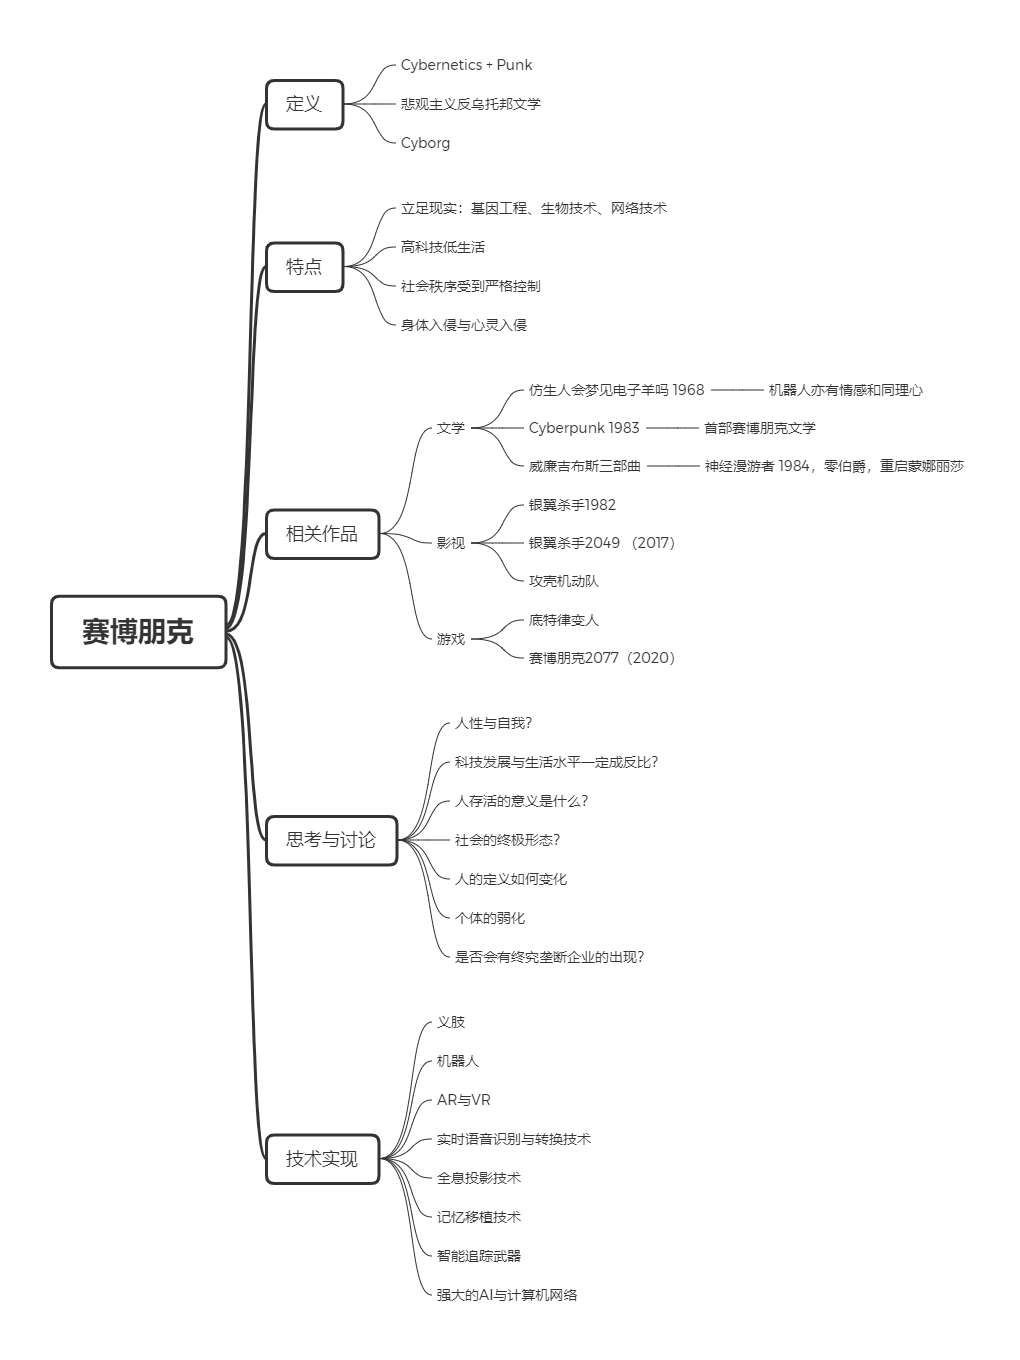 赛博朋克
定义
Cybernetics + Punk
悲观主义反乌托邦文学
Cyborg
特点
立足现实：基因工程、生物技术、网络技术
高科技低生活
社会秩序受到严格控制
身体入侵与心灵入侵
相关作品
文学
仿生人会梦见电子羊吗 1968
机器人亦有情感和同理心
Cyberpunk 1983
首部赛博朋克文学
威廉吉布斯三部曲
神经漫游者 1984，零伯爵，重启蒙娜丽莎
影视
银翼杀手1982
银翼杀手2049 （2017）
攻壳机动队
游戏
底特律变人
赛博朋克2077（2020）
思考与讨论
人性与自我？
科技发展与生活水平一定成反比？
人存活的意义是什么？
社会的终极形态？
人的定义如何变化
个体的弱化
是否会有终究垄断企业的出现？
技术实现
义肢
机器人
AR与VR
实时语音识别与转换技术
全息投影技术
记忆移植技术
智能追踪武器
强大的AI与计算机网络